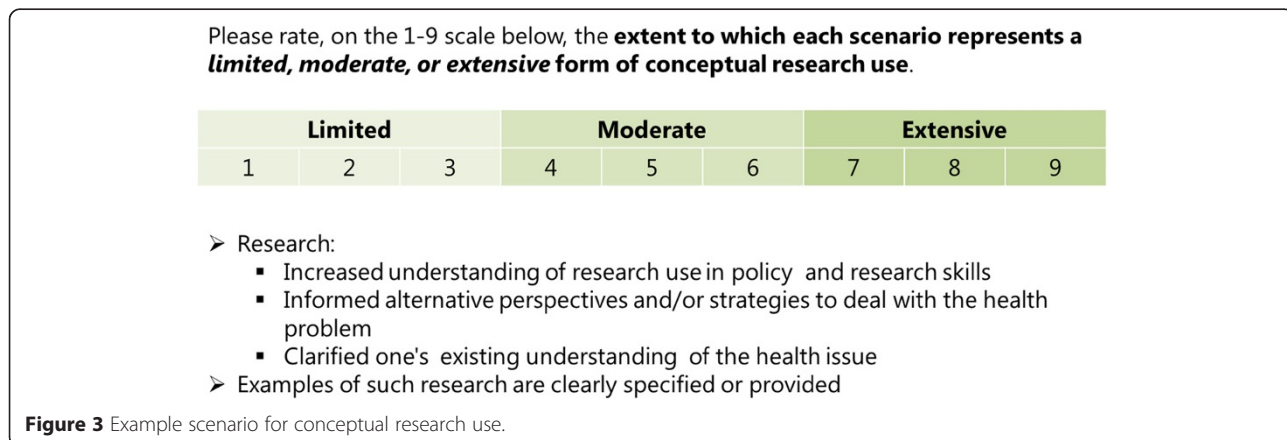 Please rate, on the 1-9 scale below, the extent to which each scenario represents a
limited, moderate, or extensive form of conceptual research use.
Limited Moderate Extensive
1 2 3 4 5 6 7 8 9
➢ Research:
▪ Increased understanding of research use in policy and research skills
▪ Informed alternative perspectives and/or strategies to deal with the health
problem
▪ Clarified one's existing understanding of the health issue
➢ Examples of such research are clearly specified or provided
Figure 3 Example scenario for conceptual research use.